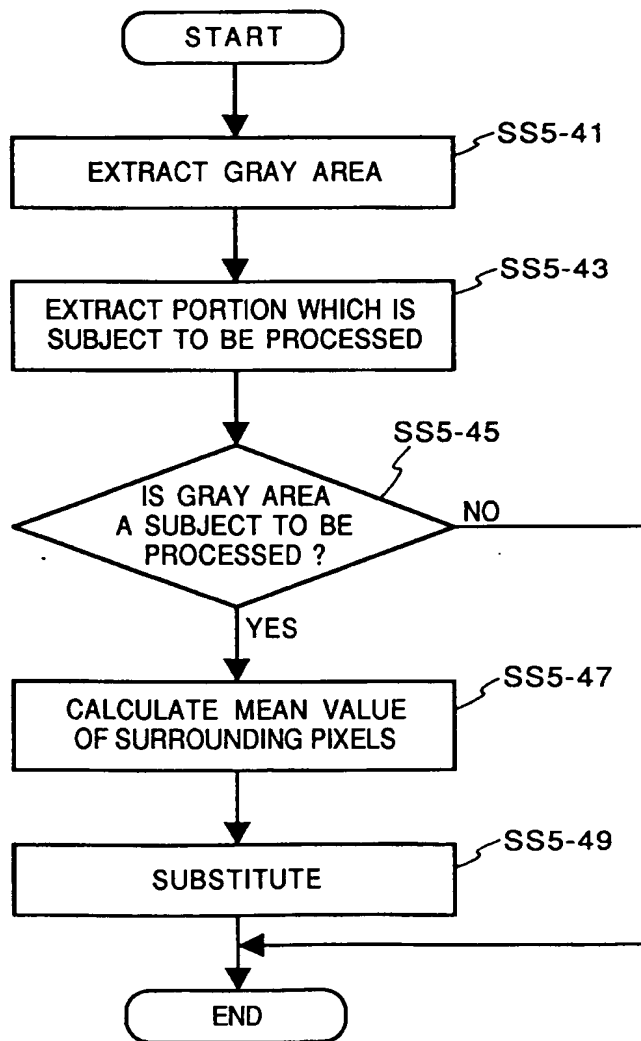 START
SS5-41
EXTRACT GRAY AREA
SS5-43
EXTRACT PORTION WHICH IS
SUBJECT TO BE PROCESSED
SS5-45
IS GRAY AREA
A SUBJECT TO BE
PROCESSED ?
NO
YES
SS5-47
CALCULATE MEAN VALUE
OF SURROUNDING PIXELS
SS5-49
SUBSTITUTE
END